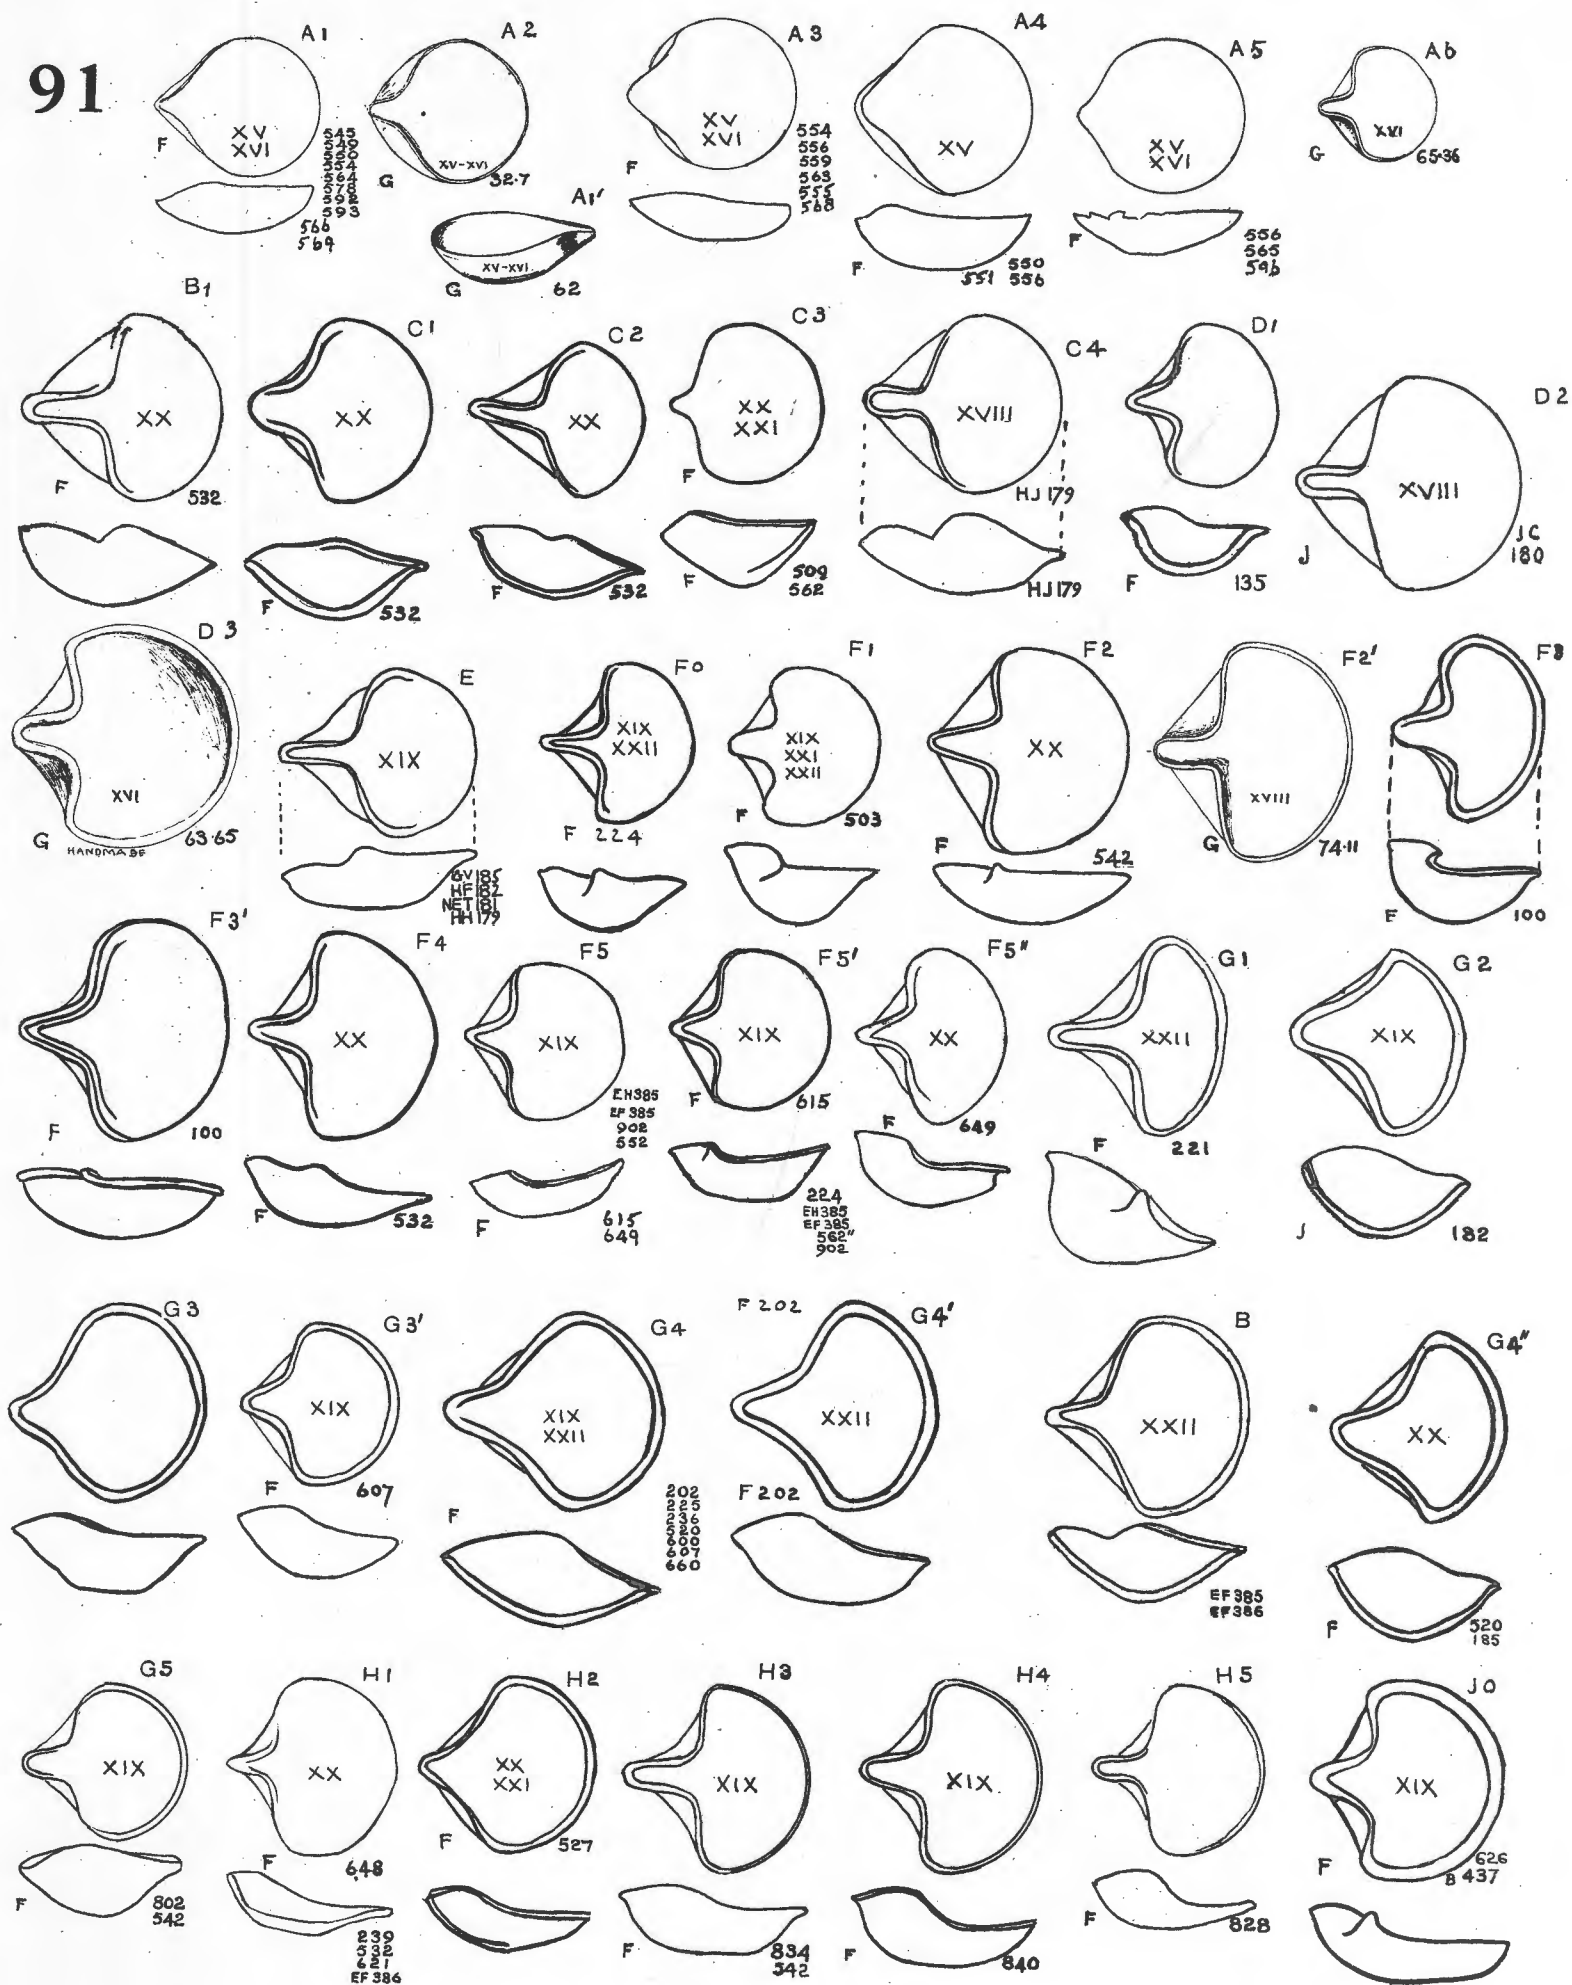 91
A1
XV
XVI
F
545
549
550
554
564
578
592
593
566
569
A2
XV-XVI
G
32·7
A1'
XV-XVI
G
62
A3
XV
XVI
F
554
556
559
563
555
568
A4
XV
F
551
550
556
A5
XV
XVI
F
556
565
596
A6
XVI
G
65·36
B1
XX
F
532
C1
XX
F
532
C2
XX
F
532
C3
XX
XXI
F
F
509
562
C4
XVIII
HJ 179
HJ 179
D1
F
135
D2
XVIII
J
JC
180
D3
XVI
G
HANDMADE
63·65
E
XIX
GV 185
HF 182
NET 181
HH 179
F0
XIX
XXII
F 224
F1
XIX
XXI
XXII
F
503
F2
XX
F
542
F2'
XVIII
G
74·11
F3
F
100
F3'
F
100
F4
XX
F
532
F5
XIX
EH385
EF 385
902
552
F
615
649
F5'
XIX
F
615
224
EH385
EF 385
562"
902
F5"
XX
F
649
G1
XXII
F
221
G2
XIX
J
182
G3
G3'
XIX
F
607
G4
XIX
XXII
F
202
225
236
520
600
607
660
F 202
G4'
XXII
F 202
B
XXII
EF 385
EF 386
G4"
XX
F
520
185
G5
XIX
F
802
542
H1
XX
F
648
239
532
621
EF 386
H2
XX
XXI
F
527
H3
XIX
F
834
542
H4
XIX
F
840
H5
F
828
J0
XIX
F
626
B 437